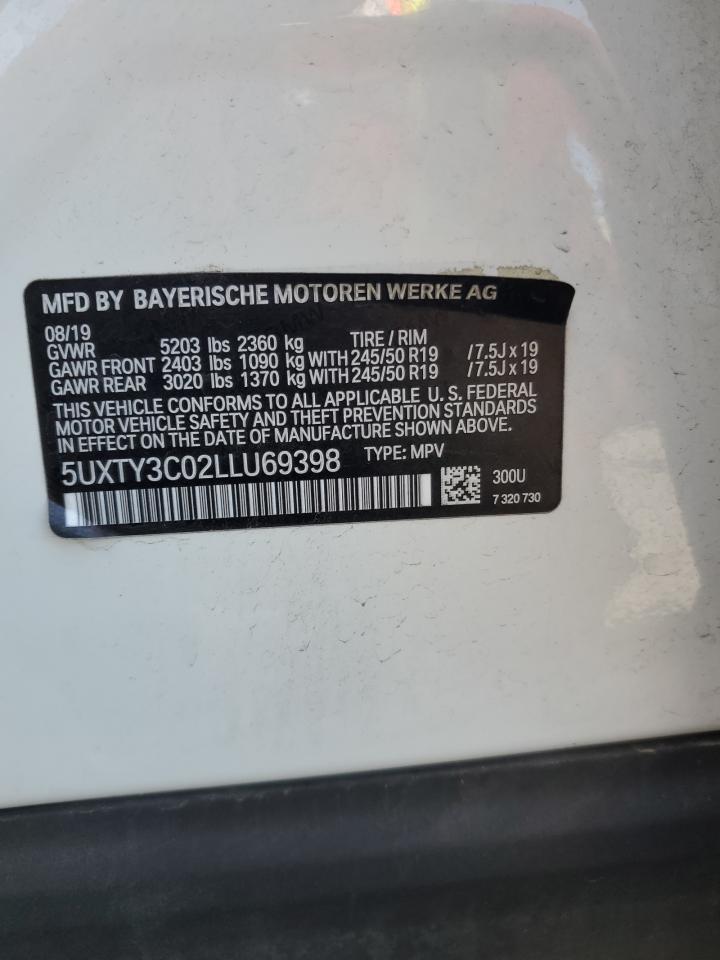 MFD BY BAYERISCHE MOTOREN WERKE AG
08/19
GVWR 5203 lbs 2360 kg TIRE / RIM
GAWR FRONT 2403 lbs 1090 kg WITH 245/50 R19 /7.5J x 19
GAWR REAR 3020 lbs 1370 kg WITH 245/50 R19 /7.5J x 19
THIS VEHICLE CONFORMS TO ALL APPLICABLE U.S. FEDERAL
MOTOR VEHICLE SAFETY AND THEFT PREVENTION STANDARDS
IN EFFECT ON THE DATE OF MANUFACTURE SHOWN ABOVE.
5UXTY3C02LLU69398 TYPE: MPV
300U
7 320 730